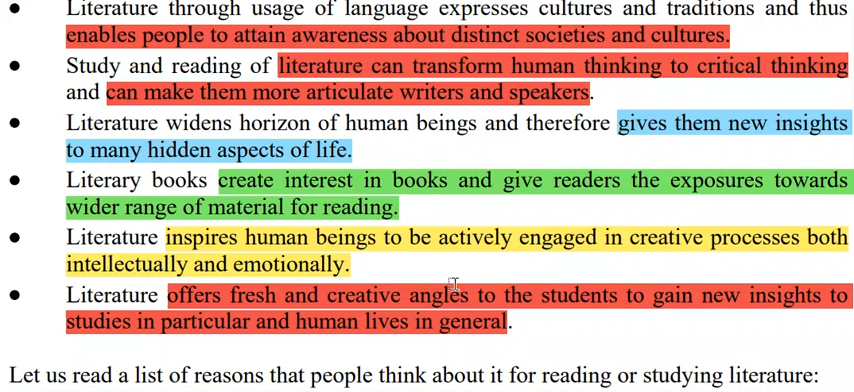 ● Literature through usage of language expresses cultures and traditions and thus
enables people to attain awareness about distinct societies and cultures.
● Study and reading of literature can transform human thinking to critical thinking
and can make them more articulate writers and speakers.
● Literature widens horizon of human beings and therefore gives them new insights
to many hidden aspects of life.
● Literary books create interest in books and give readers the exposures towards
wider range of material for reading.
● Literature inspires human beings to be actively engaged in creative processes both
intellectually and emotionally.
● Literature offers fresh and creative angles to the students to gain new insights to
studies in particular and human lives in general.
Let us read a list of reasons that people think about it for reading or studying literature: